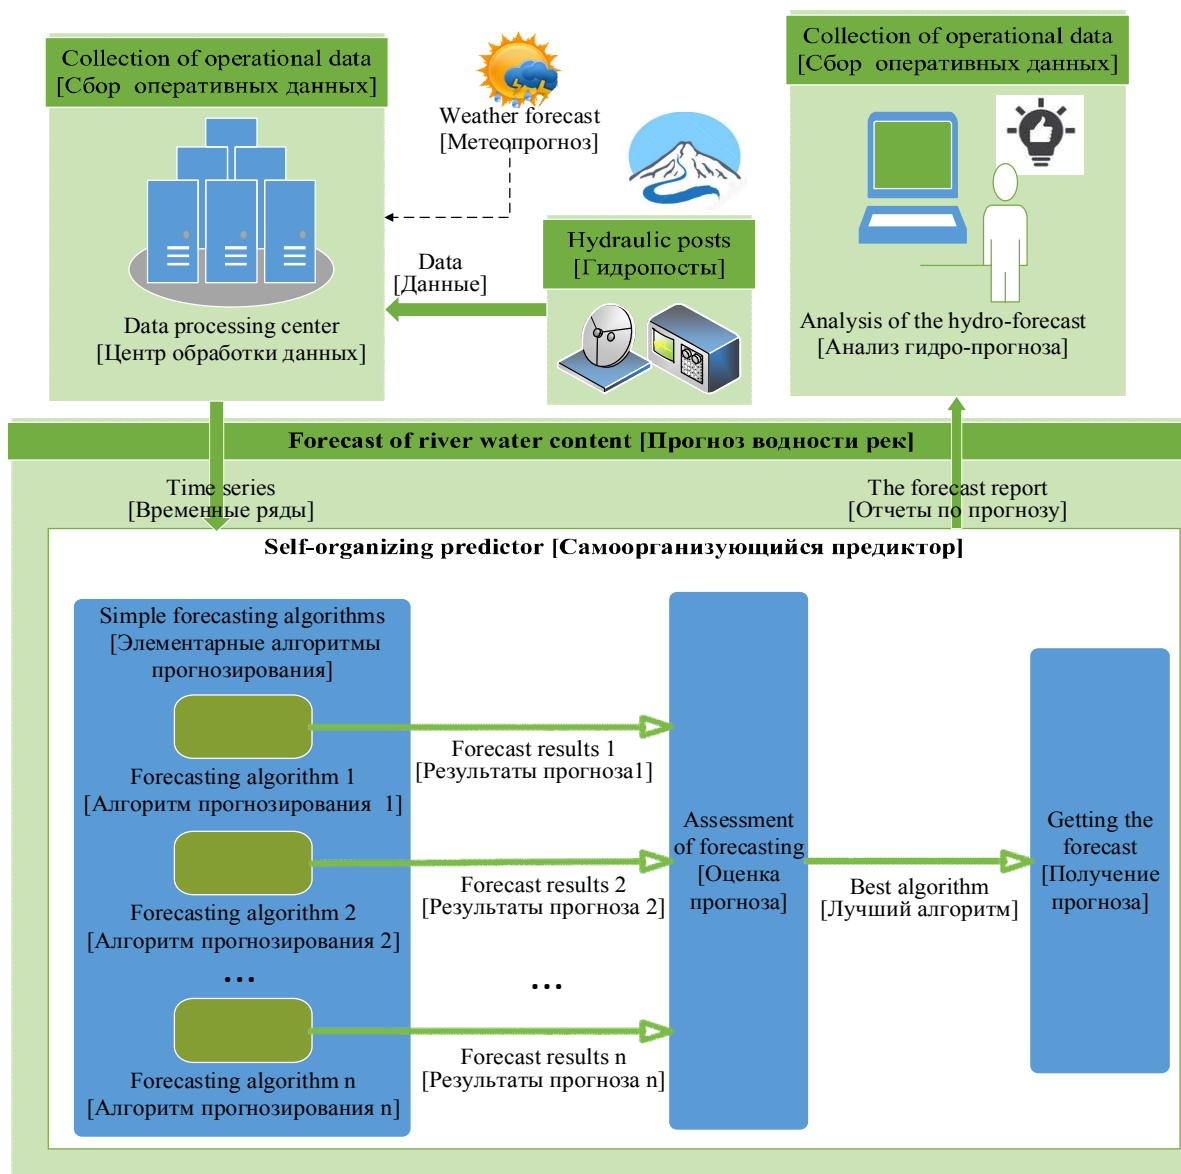 Collection of operational data
[Сбор оперативных данных]
Data processing center
[Центр обработки данных]
Weather forecast
[Метеопрогноз]
Data
[Данные]
Hydraulic posts
[Гидропосты]
Collection of operational data
[Сбор оперативных данных]
Analysis of the hydro-forecast
[Анализ гидро-прогноза]
Forecast of river water content [Прогноз водности рек]
Time series
[Временные ряды]
The forecast report
[Отчеты по прогнозу]
Self-organizing predictor [Самоорганизующийся предиктор]
Simple forecasting algorithms
[Элементарные алгоритмы
прогнозирования]
Forecasting algorithm 1
[Алгоритм прогнозирования 1]
Forecasting algorithm 2
[Алгоритм прогнозирования 2]
...
Forecasting algorithm n
[Алгоритм прогнозирования n]
Forecast results 1
[Результаты прогноза1]
Forecast results 2
[Результаты прогноза 2]
...
Forecast results n
[Результаты прогноза n]
Assessment
of forecasting
[Оценка
прогноза]
Best algorithm
[Лучший алгоритм]
Getting the
forecast
[Получение
прогноза]